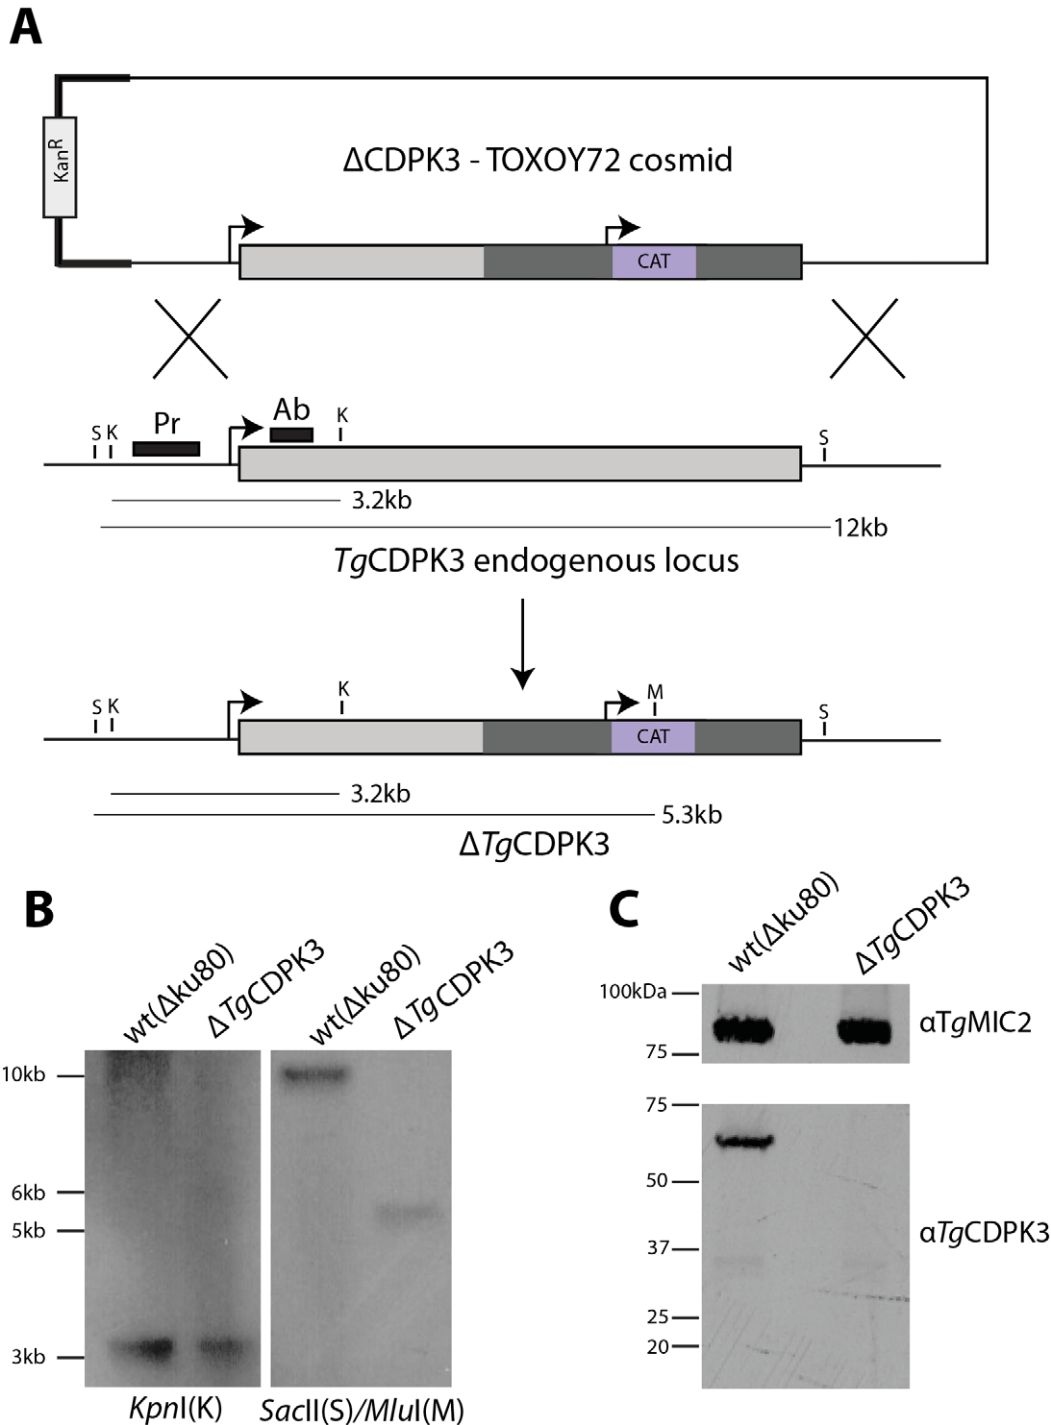 A
Kan^R
ΔCDPK3 - TOXOY72 cosmid
CAT
S K Pr Ab K S
3.2kb
12kb
TgCDPK3 endogenous locus
S K K M S
CAT
3.2kb
5.3kb
ΔTgCDPK3
B
wt(Δku80) ΔTgCDPK3 wt(Δku80) ΔTgCDPK3
10kb
6kb
5kb
3kb
KpnI(K) SacII(S)/MluI(M)
C
wt(Δku80) ΔTgCDPK3
100kDa
αTgMIC2
75
75
50
αTgCDPK3
37
25
20